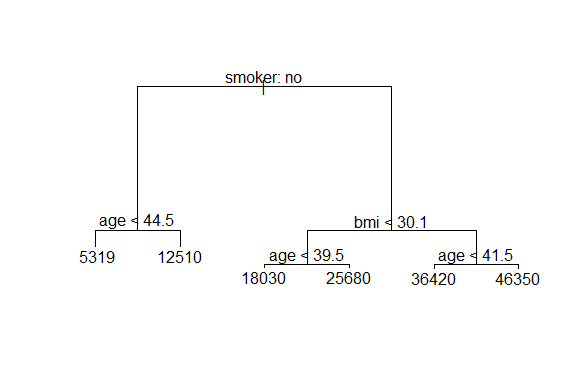 smoker: no
age < 44.5
bmi < 30.1
5319
12510
age < 39.5
age < 41.5
18030
25680
36420
46350